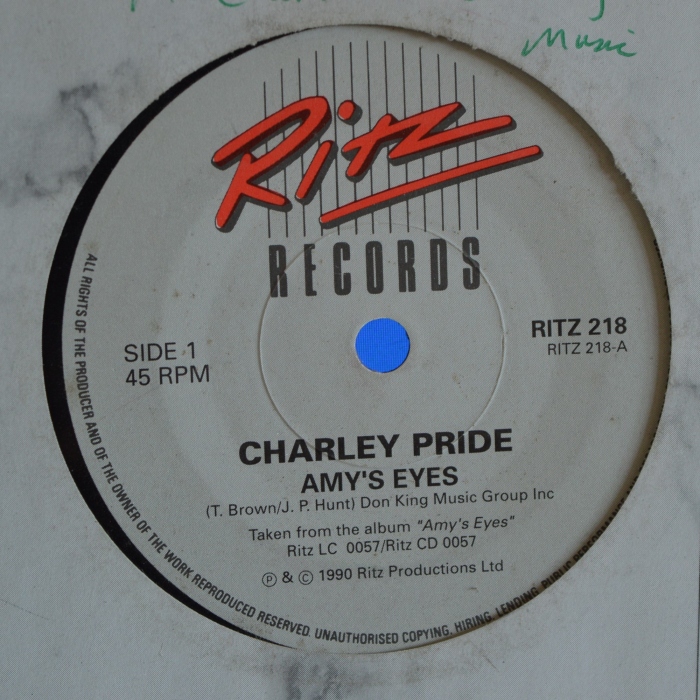 Music
Ritz
RECORDS
SIDE 1
45 RPM
RITZ 218
RITZ 218-A
CHARLEY PRIDE
AMY'S EYES
(T. Brown/J. P. Hunt) Don King Music Group Inc
Taken from the album "Amy's Eyes"
Ritz LC 0057/Ritz CD 0057
Ⓟ & © 1990 Ritz Productions Ltd
ALL RIGHTS OF THE PRODUCER AND OF THE OWNER OF THE WORK REPRODUCED RESERVED. UNAUTHORISED COPYING, HIRING, LENDING, PUBLIC